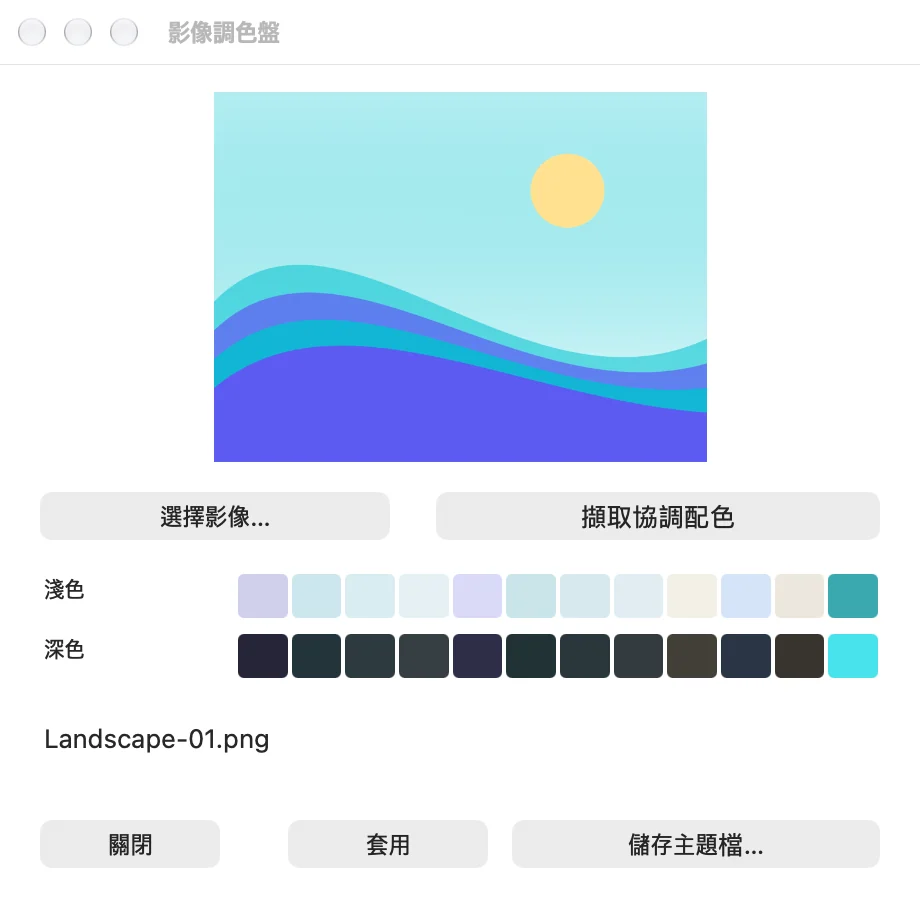 影像調色盤
選擇影像...
擷取協調配色
淺色
深色
Landscape-01.png
關閉
套用
儲存主題檔...